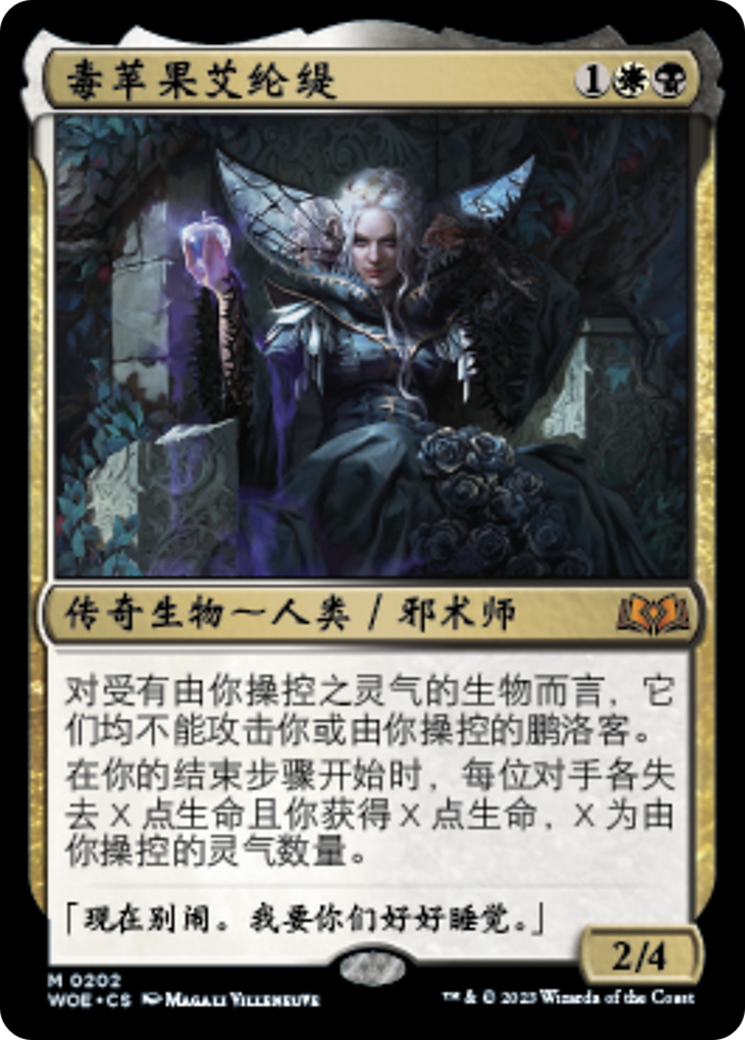 毒苹果艾纶缇 1
传奇生物～人类 / 邪术师
对受有由你操控之灵气的生物而言，它
们均不能攻击你或由你操控的鹏洛客。
在你的结束步骤开始时，每位对手各失
去 X 点生命且你获得 X 点生命，X 为由
你操控的灵气数量。
「现在别闹。我要你们好好睡觉。」
2/4
M 0202
WOE • CS Magali Villeneuve
™ & © 2023 Wizards of the Coast